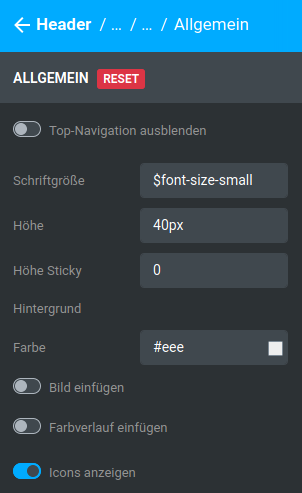 Header / ... / ... / Allgemein
ALLGEMEIN RESET
Top-Navigation ausblenden
Schriftgröße $font-size-small
Höhe 40px
Höhe Sticky 0
Hintergrund
Farbe #eee
Bild einfügen
Farbverlauf einfügen
Icons anzeigen